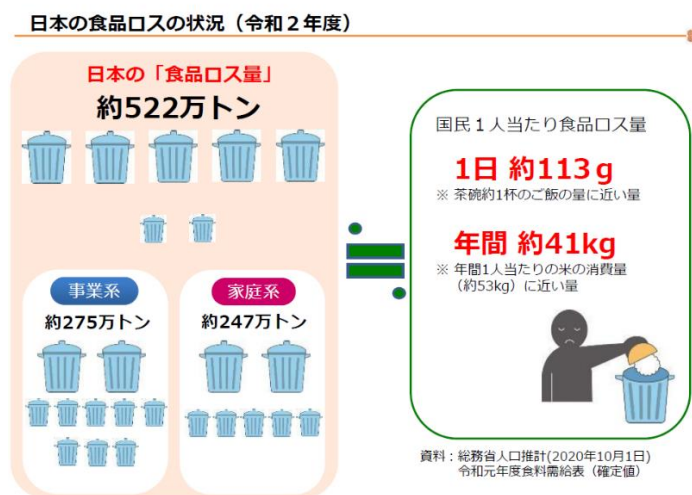 日本の食品ロスの状況（令和２年度）
日本の「食品ロス量」
約522万トン
事業系
約275万トン
家庭系
約247万トン
国民１人当たり食品ロス量
1日 約113ｇ
※ 茶碗約1杯のご飯の量に近い量
年間 約41kg
※ 年間1人当たりの米の消費量
（約53kg）に近い量
資料：総務省人口推計(2020年10月1日)
令和元年度食料需給表（確定値）